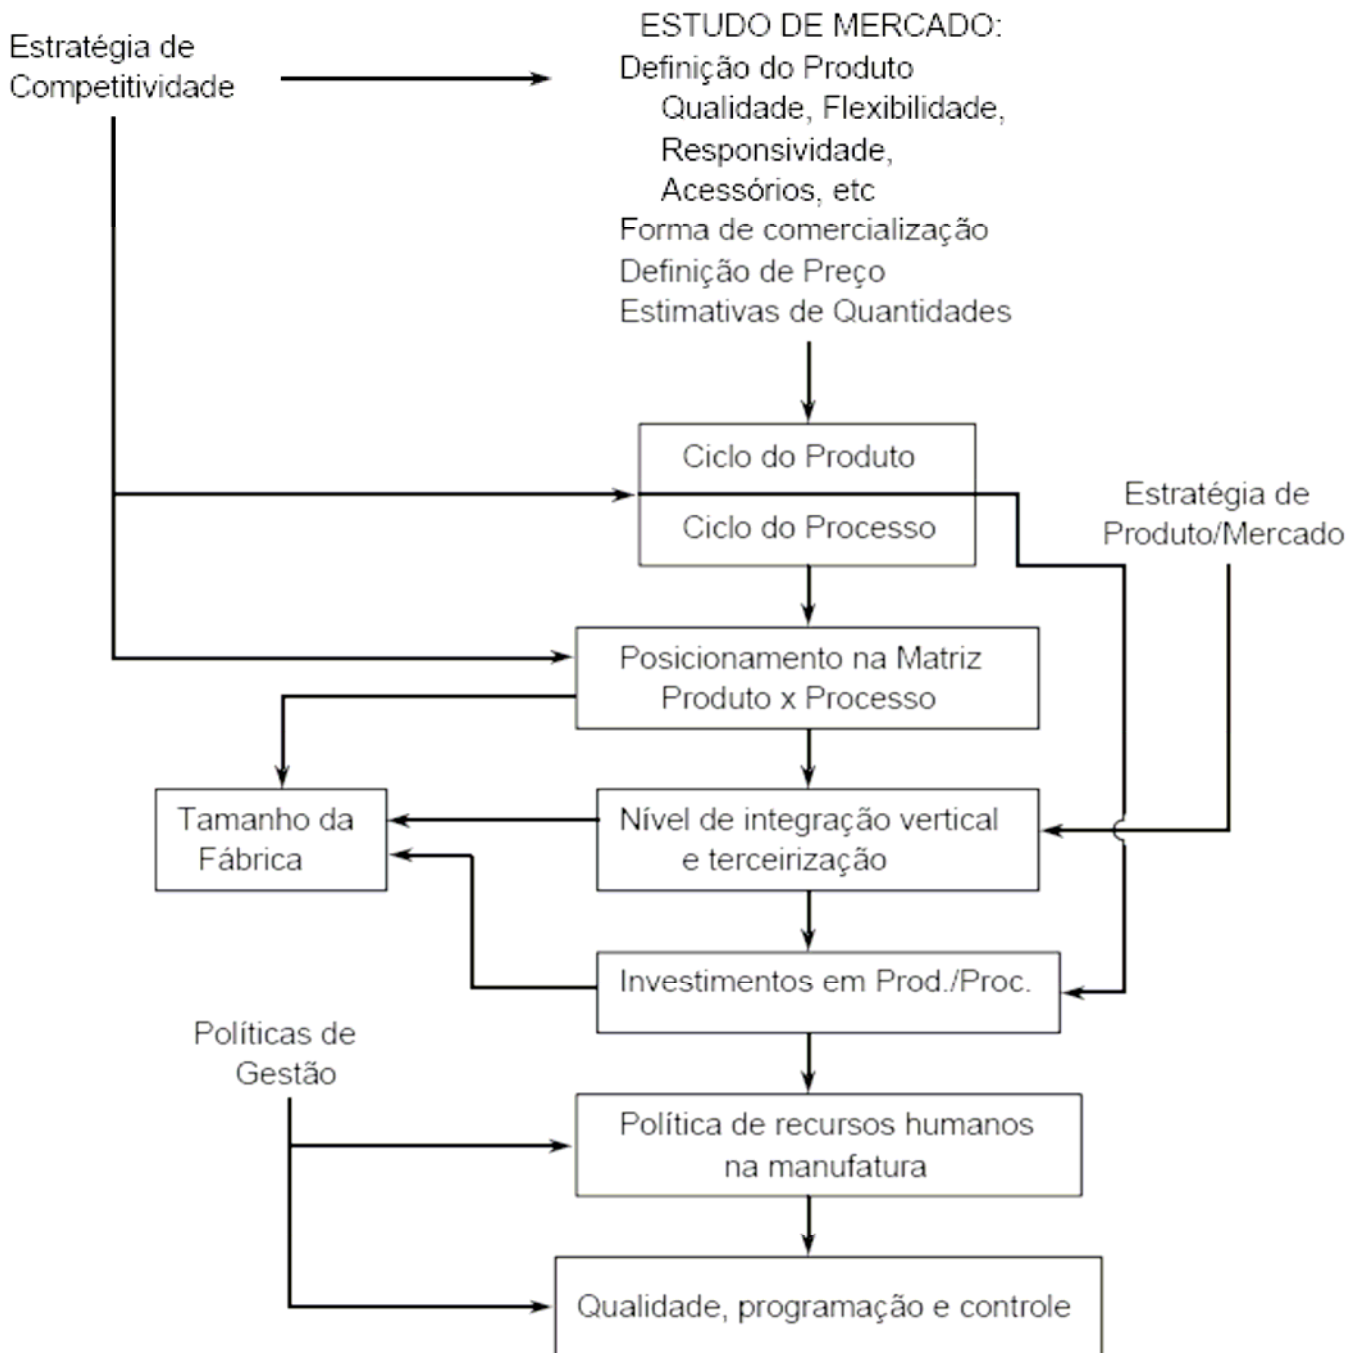 Estratégia de
Competitividade
ESTUDO DE MERCADO:
Definição do Produto
Qualidade, Flexibilidade,
Responsividade,
Acessórios, etc
Forma de comercialização
Definição de Preço
Estimativas de Quantidades
Ciclo do Produto
Ciclo do Processo
Estratégia de
Produto/Mercado
Posicionamento na Matriz
Produto x Processo
Tamanho da
Fábrica
Nível de integração vertical
e terceirização
Investimentos em Prod./Proc.
Políticas de
Gestão
Política de recursos humanos
na manufatura
Qualidade, programação e controle